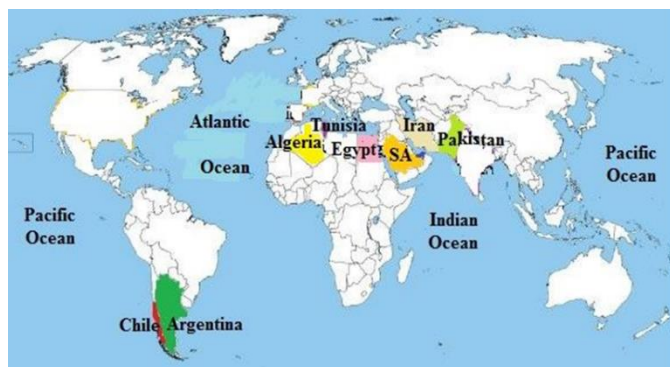 Atlantic
Ocean
Tunisia
Algeria
Egypt
SA
Iran
Pakistan
Pacific
Ocean
Indian
Ocean
Pacific
Ocean
Chile
Argentina